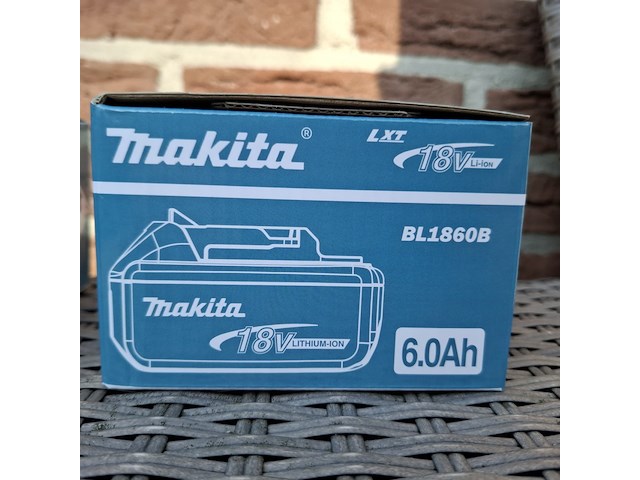 makita®
LXT
18V Li-ion
BL1860B
makita
18V LITHIUM-ION
6.0Ah